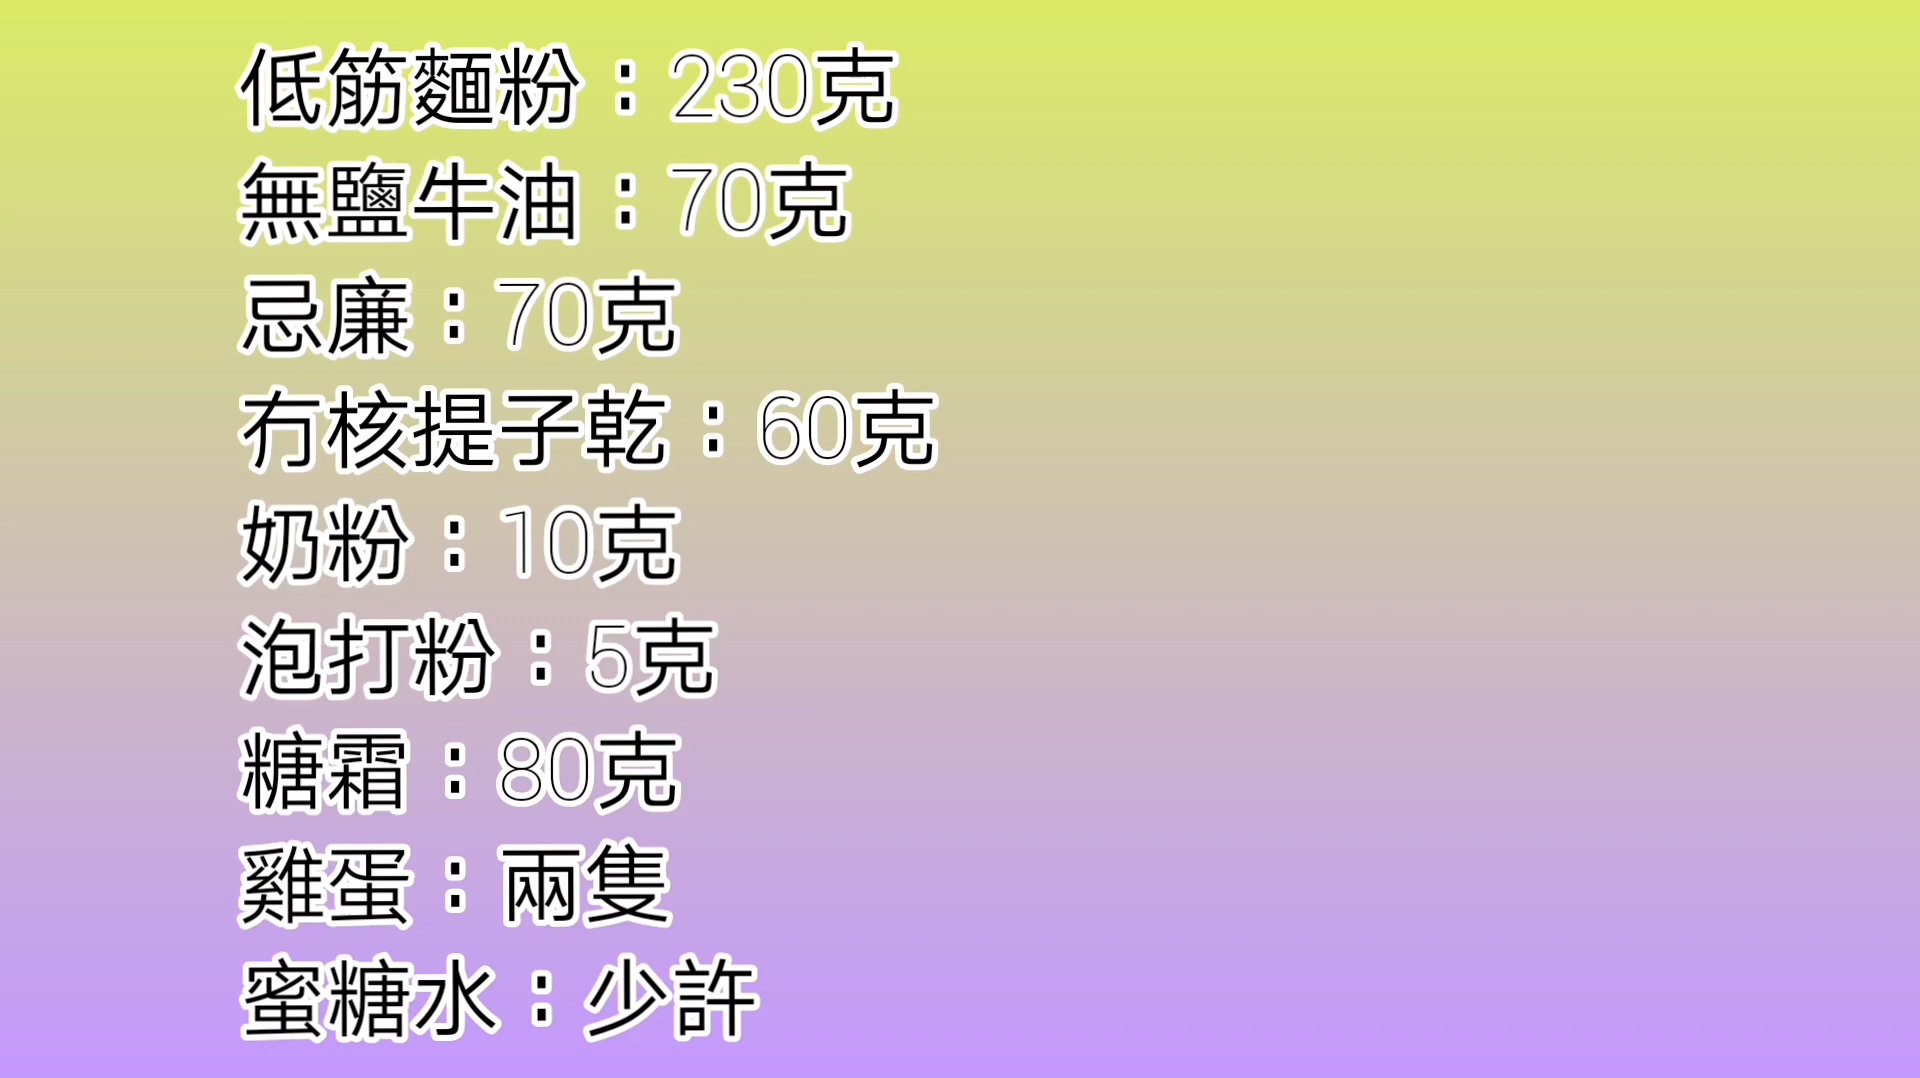 低筋麵粉：230克
無鹽牛油：70克
忌廉：70克
冇核提子乾：60克
奶粉：10克
泡打粉：5克
糖霜：80克
雞蛋：兩隻
蜜糖水：少許